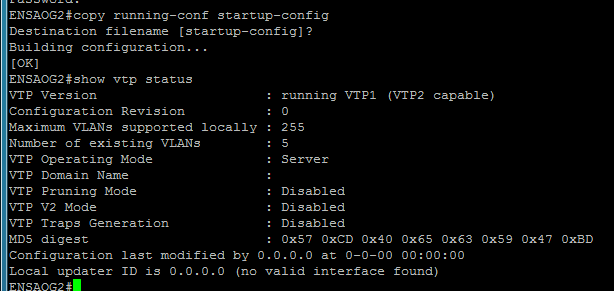 Password:
ENSAOG2#copy running-conf startup-config
Destination filename [startup-config]?
Building configuration...
[OK]
ENSAOG2#show vtp status
VTP Version                     : running VTP1 (VTP2 capable)
Configuration Revision          : 0
Maximum VLANs supported locally : 255
Number of existing VLANs        : 5
VTP Operating Mode              : Server
VTP Domain Name                 :
VTP Pruning Mode                : Disabled
VTP V2 Mode                     : Disabled
VTP Traps Generation            : Disabled
MD5 digest                      : 0x57 0xCD 0x40 0x65 0x63 0x59 0x47 0xBD
Configuration last modified by 0.0.0.0 at 0-0-00 00:00:00
Local updater ID is 0.0.0.0 (no valid interface found)
ENSAOG2#